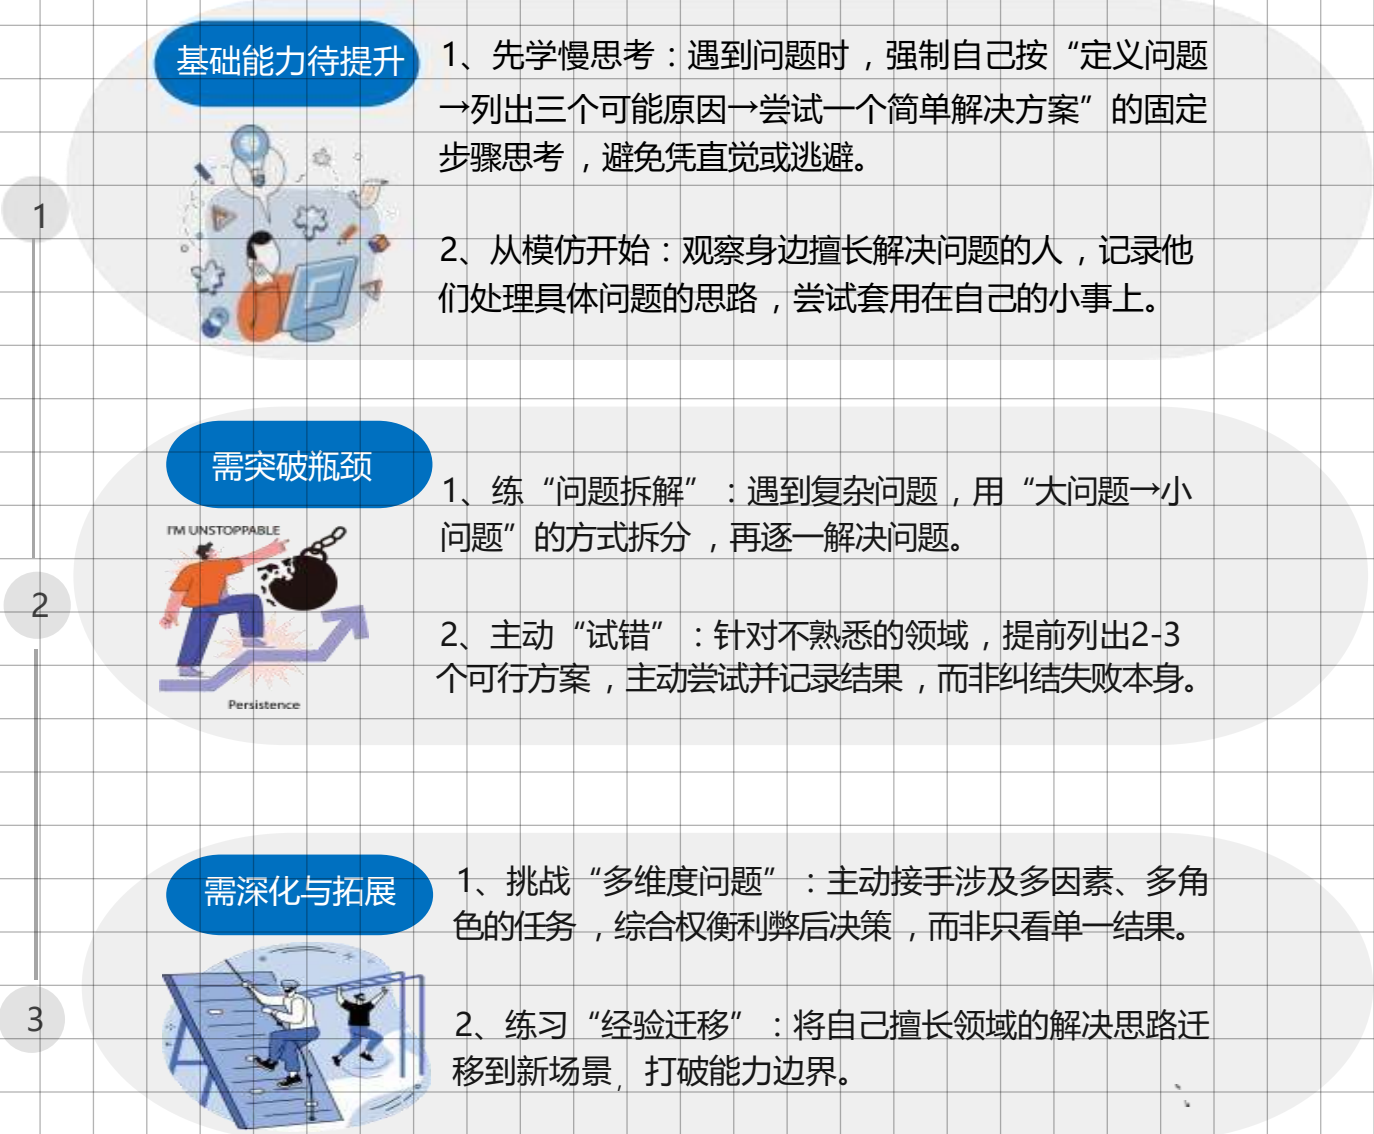 基础能力待提升
1、先学慢思考：遇到问题时，强制自己按“定义问题
→列出三个可能原因→尝试一个简单解决方案”的固定
步骤思考，避免凭直觉或逃避。
1
2、从模仿开始：观察身边擅长解决问题的人，记录他
们处理具体问题的思路，尝试套用在自己的小事上。
需突破瓶颈
1、练“问题拆解”：遇到复杂问题，用“大问题→小
问题”的方式拆分，再逐一解决问题。
I'M UNSTOPPABLE
2
2、主动“试错”：针对不熟悉的领域，提前列出2-3
个可行方案，主动尝试并记录结果，而非纠结失败本身。
Persistence
需深化与拓展
1、挑战“多维度问题”：主动接手涉及多因素、多角
色的任务，综合权衡利弊后决策，而非只看单一结果。
3
2、练习“经验迁移”：将自己擅长领域的解决思路迁
移到新场景，打破能力边界。